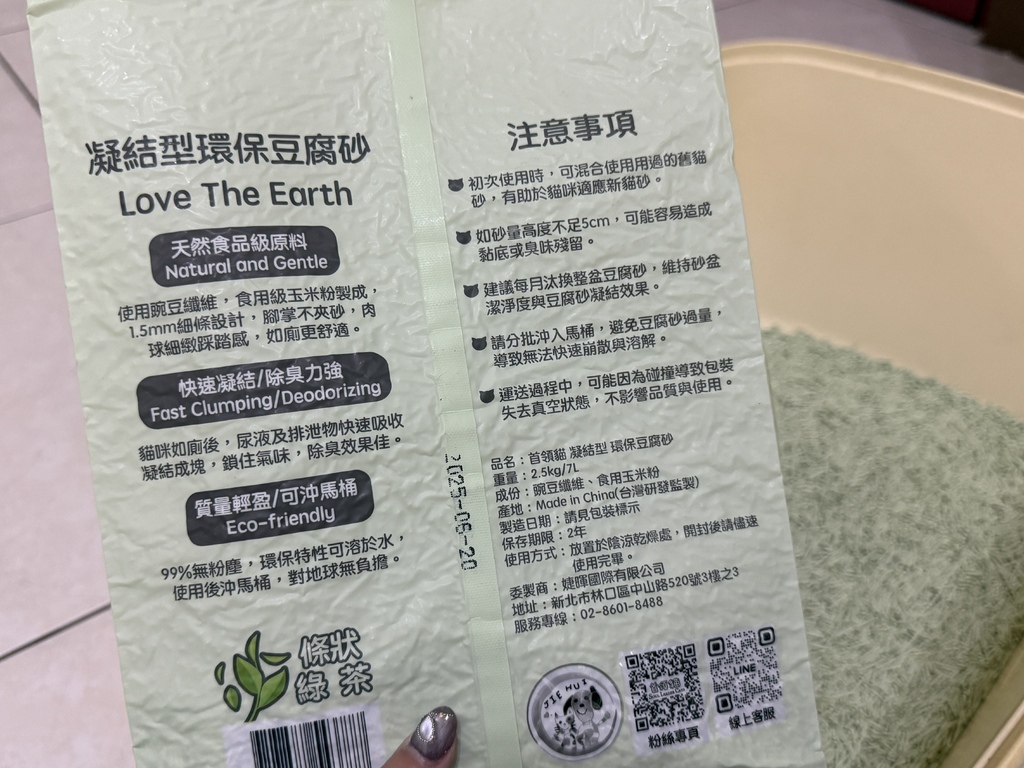 凝結型環保豆腐砂
Love The Earth
天然食品級原料
Natural and Gentle
使用豌豆纖維，食用級玉米粉製成，
1.5mm細條設計，腳掌不夾砂，肉
球細緻踩踏感，如廁更舒適。
快速凝結/除臭力強
Fast Clumping/Deodorizing
貓咪如廁後，尿液及排泄物快速吸收
凝結成塊，鎖住氣味，除臭效果佳。
質量輕盈/可沖馬桶
Eco-friendly
99%無粉塵，環保特性可溶於水，
使用後沖馬桶，對地球無負擔。
條狀
綠茶
2025-06-20
注意事項
初次使用時，可混合使用用過的舊貓
砂，有助於貓咪適應新貓砂。
如砂量高度不足5cm，可能容易造成
黏底或臭味殘留。
建議每月汰換整盆豆腐砂，維持砂盆
潔淨度與豆腐砂凝結效果。
請分批沖入馬桶，避免豆腐砂過量，
導致無法快速崩散與溶解。
運送過程中，可能因為碰撞導致包裝
失去真空狀態，不影響品質與使用。
品名：首領貓 凝結型 環保豆腐砂
重量：2.5kg/7L
成份：豌豆纖維、食用玉米粉
產地：Made in China(台灣研發監製)
製造日期：請見包裝標示
保存期限：2年
使用方式：放置於陰涼乾燥處，開封後請儘速
使用完畢。
委製商：婕暉國際有限公司
地址：新北市林口區中山路520號3樓之3
服務專線：02-8601-8488
JIE HUI
LINE
粉絲專頁
線上客服